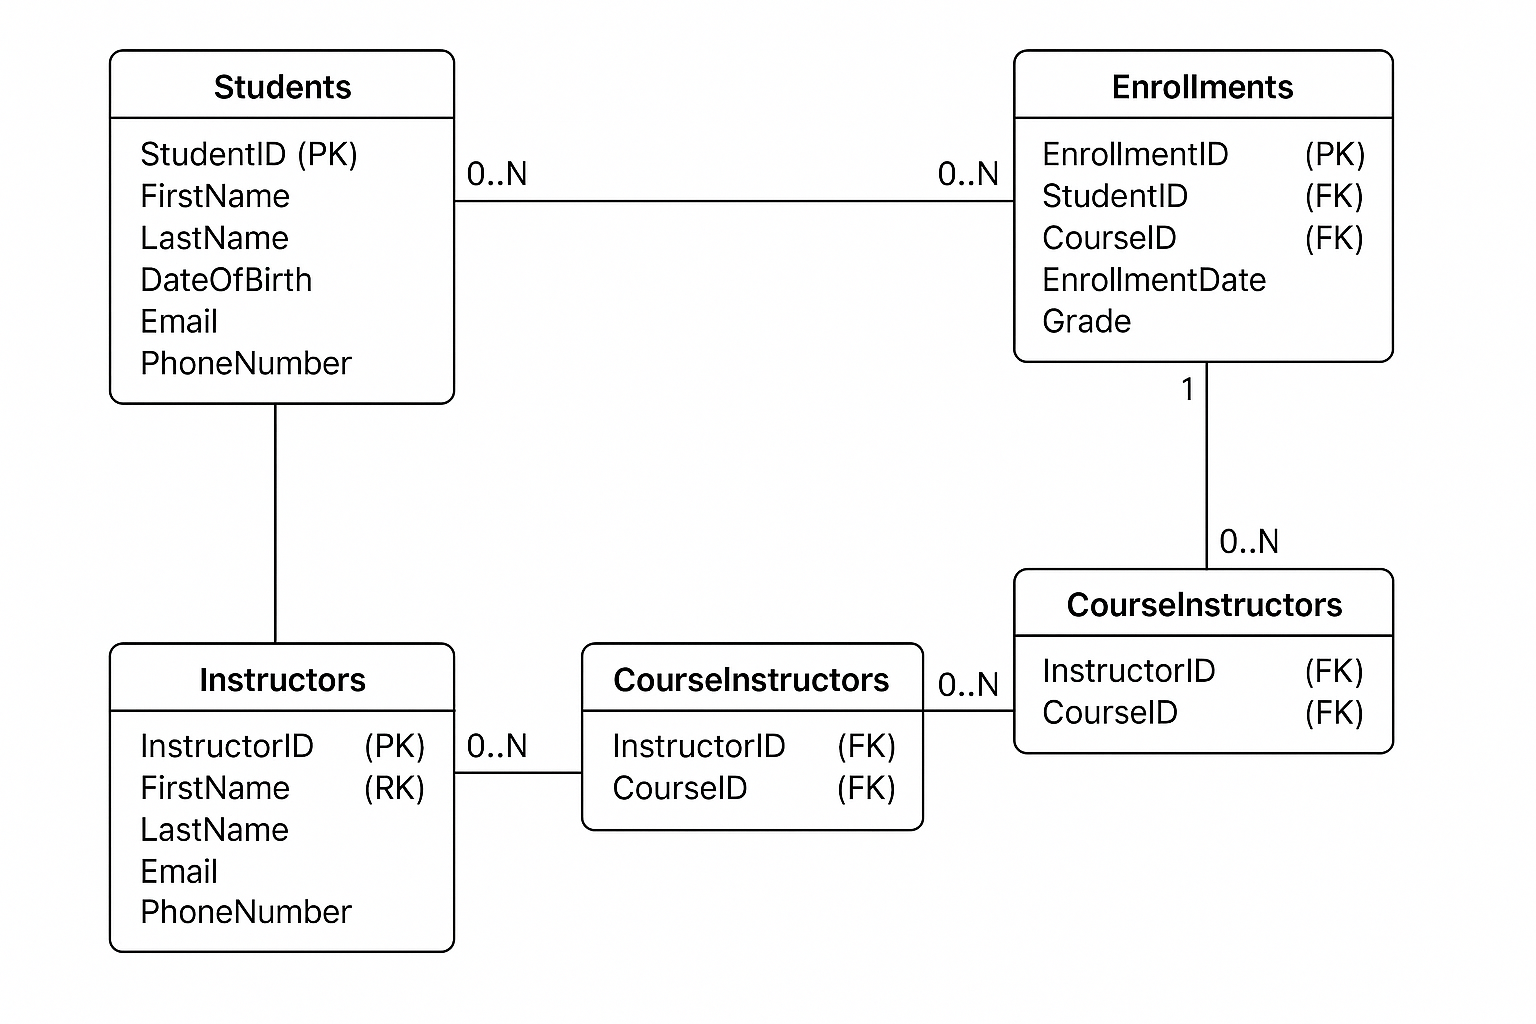 Students
StudentID (PK)
FirstName
LastName
DateOfBirth
Email
PhoneNumber
0..N
0..N
Enrollments
EnrollmentID (PK)
StudentID (FK)
CourseID (FK)
EnrollmentDate
Grade
1
0..N
Instructors
InstructorID (PK)
FirstName (RK)
LastName
Email
PhoneNumber
0..N
CourseInstructors
InstructorID (FK)
CourseID (FK)
0..N
CourseInstructors
InstructorID (FK)
CourseID (FK)